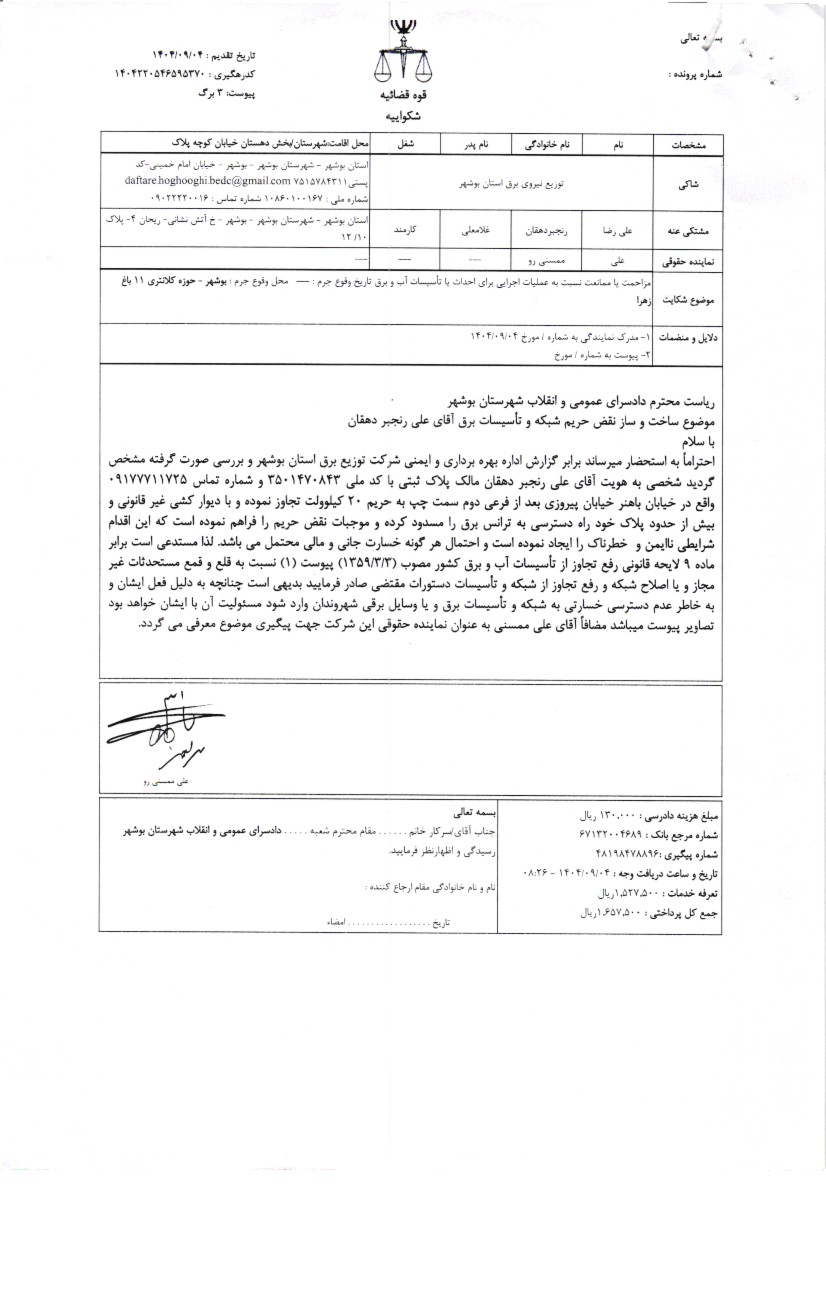 بسمه تعالی
شماره پرونده :
قوه قضائیه
شکواییه
تاریخ تقدیم : ۱۴۰۴/۰۹/۰۴
کدرهگیری : ۱۴۰۴۲۲۰۵۴۶۵۹۵۳۷۰
پیوست: ۳ برگ
مشخصات نام نام خانوادگی نام پدر شغل محل اقامت:شهرستان/بخش دهستان خیابان کوچه پلاک
شاکی توزیع نیروی برق استان بوشهر
استان بوشهر - شهرستان بوشهر - بوشهر - خیابان امام خمینی-کد
پستی۷۵۱۵۷۸۴۳۱۱ daftare.hoghooghi.bedc@gmail.com
شماره ملی : ۱۰۸۶۰۱۰۰۱۶۷ شماره تماس : ۰۹۰۲۲۲۲۰۰۱۶
مشتکی عنه علی رضا رنجبردهقان غلامعلی کارمند
استان بوشهر - شهرستان بوشهر - بوشهر - خ آتش نشانی- ریحان ۴- پلاک
۱۰/ ۱۲
نماینده حقوقی علی ممسنی رو --- --- ---
موضوع شکایت
مزاحمت یا ممانعت نسبت به عملیات اجرایی برای احداث یا تأسیسات آب و برق تاریخ وقوع جرم : --- محل وقوع جرم : بوشهر - حوزه کلانتری ۱۱ باغ
زهرا
دلایل و منضمات ۱- مدرک نمایندگی به شماره / مورخ ۱۴۰۴/۰۹/۰۴
۲- پیوست به شماره / مورخ
ریاست محترم دادسرای عمومی و انقلاب شهرستان بوشهر
موضوع ساخت و ساز نقض حریم شبکه و تأسیسات برق آقای علی رنجبر دهقان
با سلام
احتراماً به استحضار میرساند برابر گزارش اداره بهره برداری و ایمنی شرکت توزیع برق استان بوشهر و بررسی صورت گرفته مشخص
گردید شخصی به هویت آقای علی رنجبر دهقان مالک پلاک ثبتی با کد ملی ۳۵۰۱۴۷۰۸۴۳ و شماره تماس ۰۹۱۷۷۷۱۱۷۲۵
واقع در خیابان باهنر خیابان پیروزی بعد از فرعی دوم سمت چپ به حریم ۲۰ کیلوولت تجاوز نموده و با دیوار کشی غیر قانونی و
بیش از حدود پلاک خود راه دسترسی به ترانس برق را مسدود کرده و موجبات نقض حریم را فراهم نموده است که این اقدام
شرایطی ناایمن و خطرناک را ایجاد نموده است و احتمال هر گونه خسارت جانی و مالی محتمل می باشد. لذا مستدعی است برابر
ماده ۹ لایحه قانونی رفع تجاوز از تأسیسات آب و برق کشور مصوب (۱۳۵۹/۳/۳) پیوست (۱) نسبت به قلع و قمع مستحدثات غیر
مجاز و یا اصلاح شبکه و رفع تجاوز از شبکه و تأسیسات دستورات مقتضی صادر فرمایید بدیهی است چنانچه به دلیل فعل ایشان و
به خاطر عدم دسترسی خسارتی به شبکه و تأسیسات برق و یا وسایل برقی شهروندان وارد شود مسئولیت آن با ایشان خواهد بود
تصاویر پیوست میباشد مضافاً آقای علی ممسنی به عنوان نماینده حقوقی این شرکت جهت پیگیری موضوع معرفی می گردد.
علی ممسنی رو
مبلغ هزینه دادرسی : ۱۳۰,۰۰۰ ریال
شماره مرجع بانک : ۶۷۱۳۲۰۰۴۶۸۹
شماره پیگیری :۴۸۱۹۸۴۷۸۸۹۶
تاریخ و ساعت دریافت وجه : ۱۴۰۴/۰۹/۰۴ - ۰۸:۲۶
تعرفه خدمات : ۱,۵۲۷,۵۰۰ریال
جمع کل پرداختی : ۱,۶۵۷,۵۰۰ریال
بسمه تعالی
جناب آقای/سرکار خانم ...... مقام محترم شعبه ..... دادسرای عمومی و انقلاب شهرستان بوشهر
رسیدگی و اظهارنظر فرمایید.
نام و نام خانوادگی مقام ارجاع کننده :
تاریخ .................. امضاء